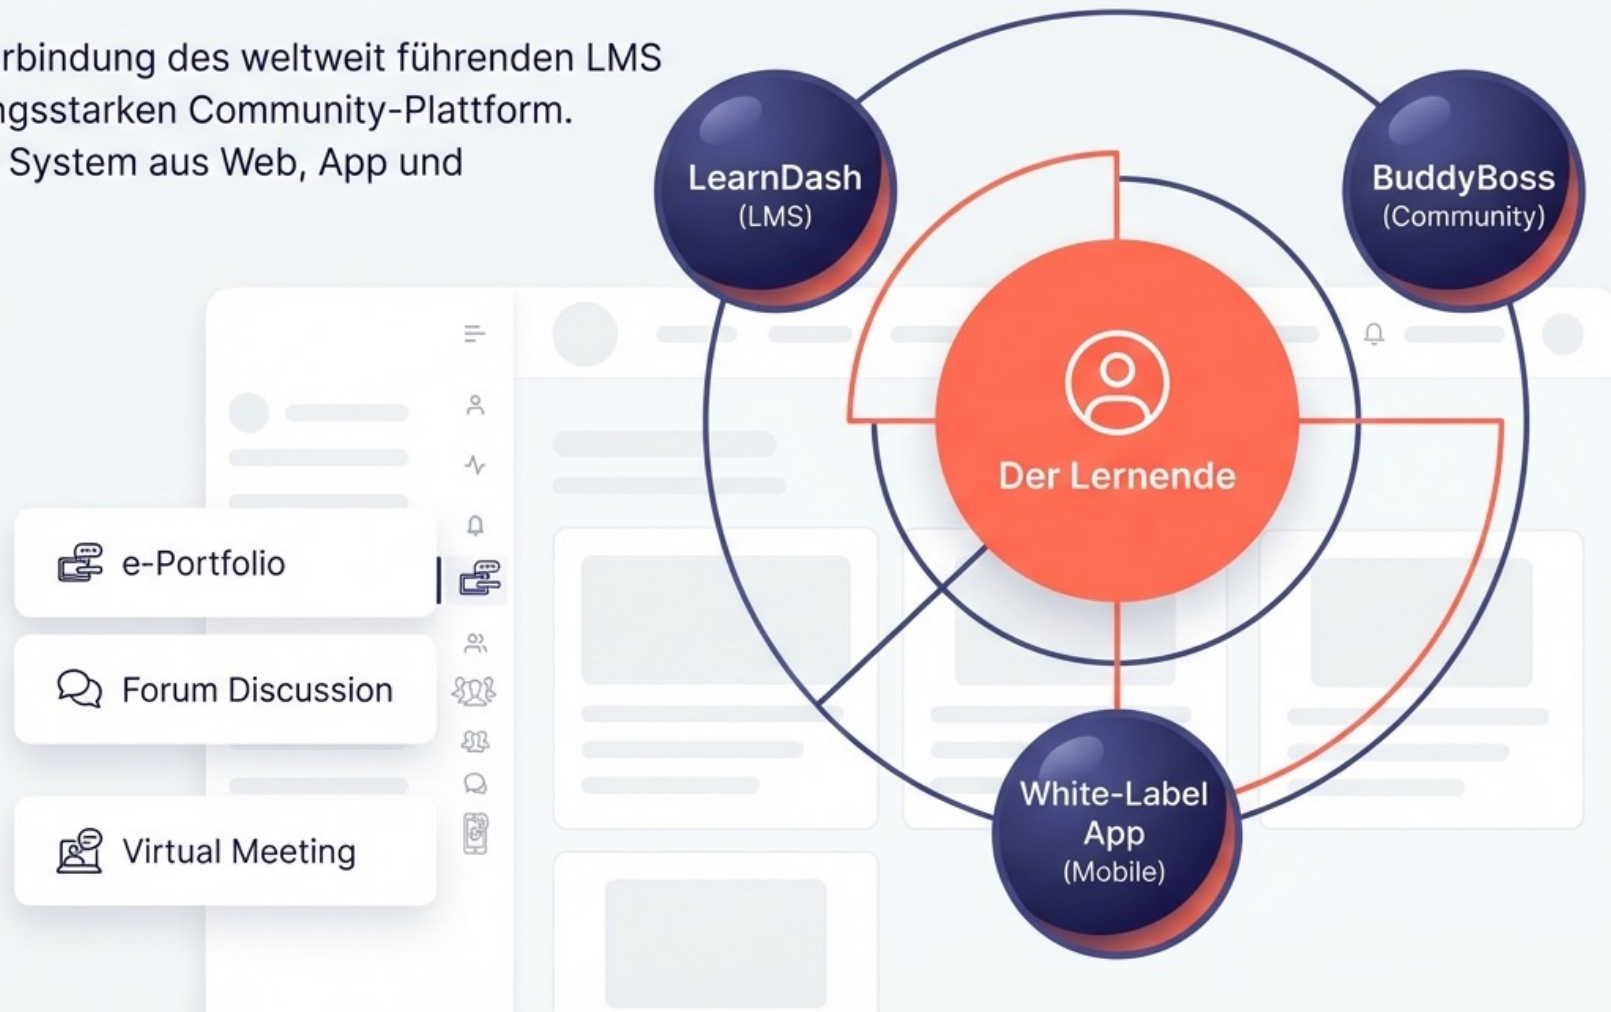 rbindung des weltweit führenden LMS
ngsstarken Community-Plattform.
System aus Web, App und
LearnDash
(LMS)
BuddyBoss
(Community)
Der Lernende
e-Portfolio
Forum Discussion
Virtual Meeting
White-Label
App
(Mobile)